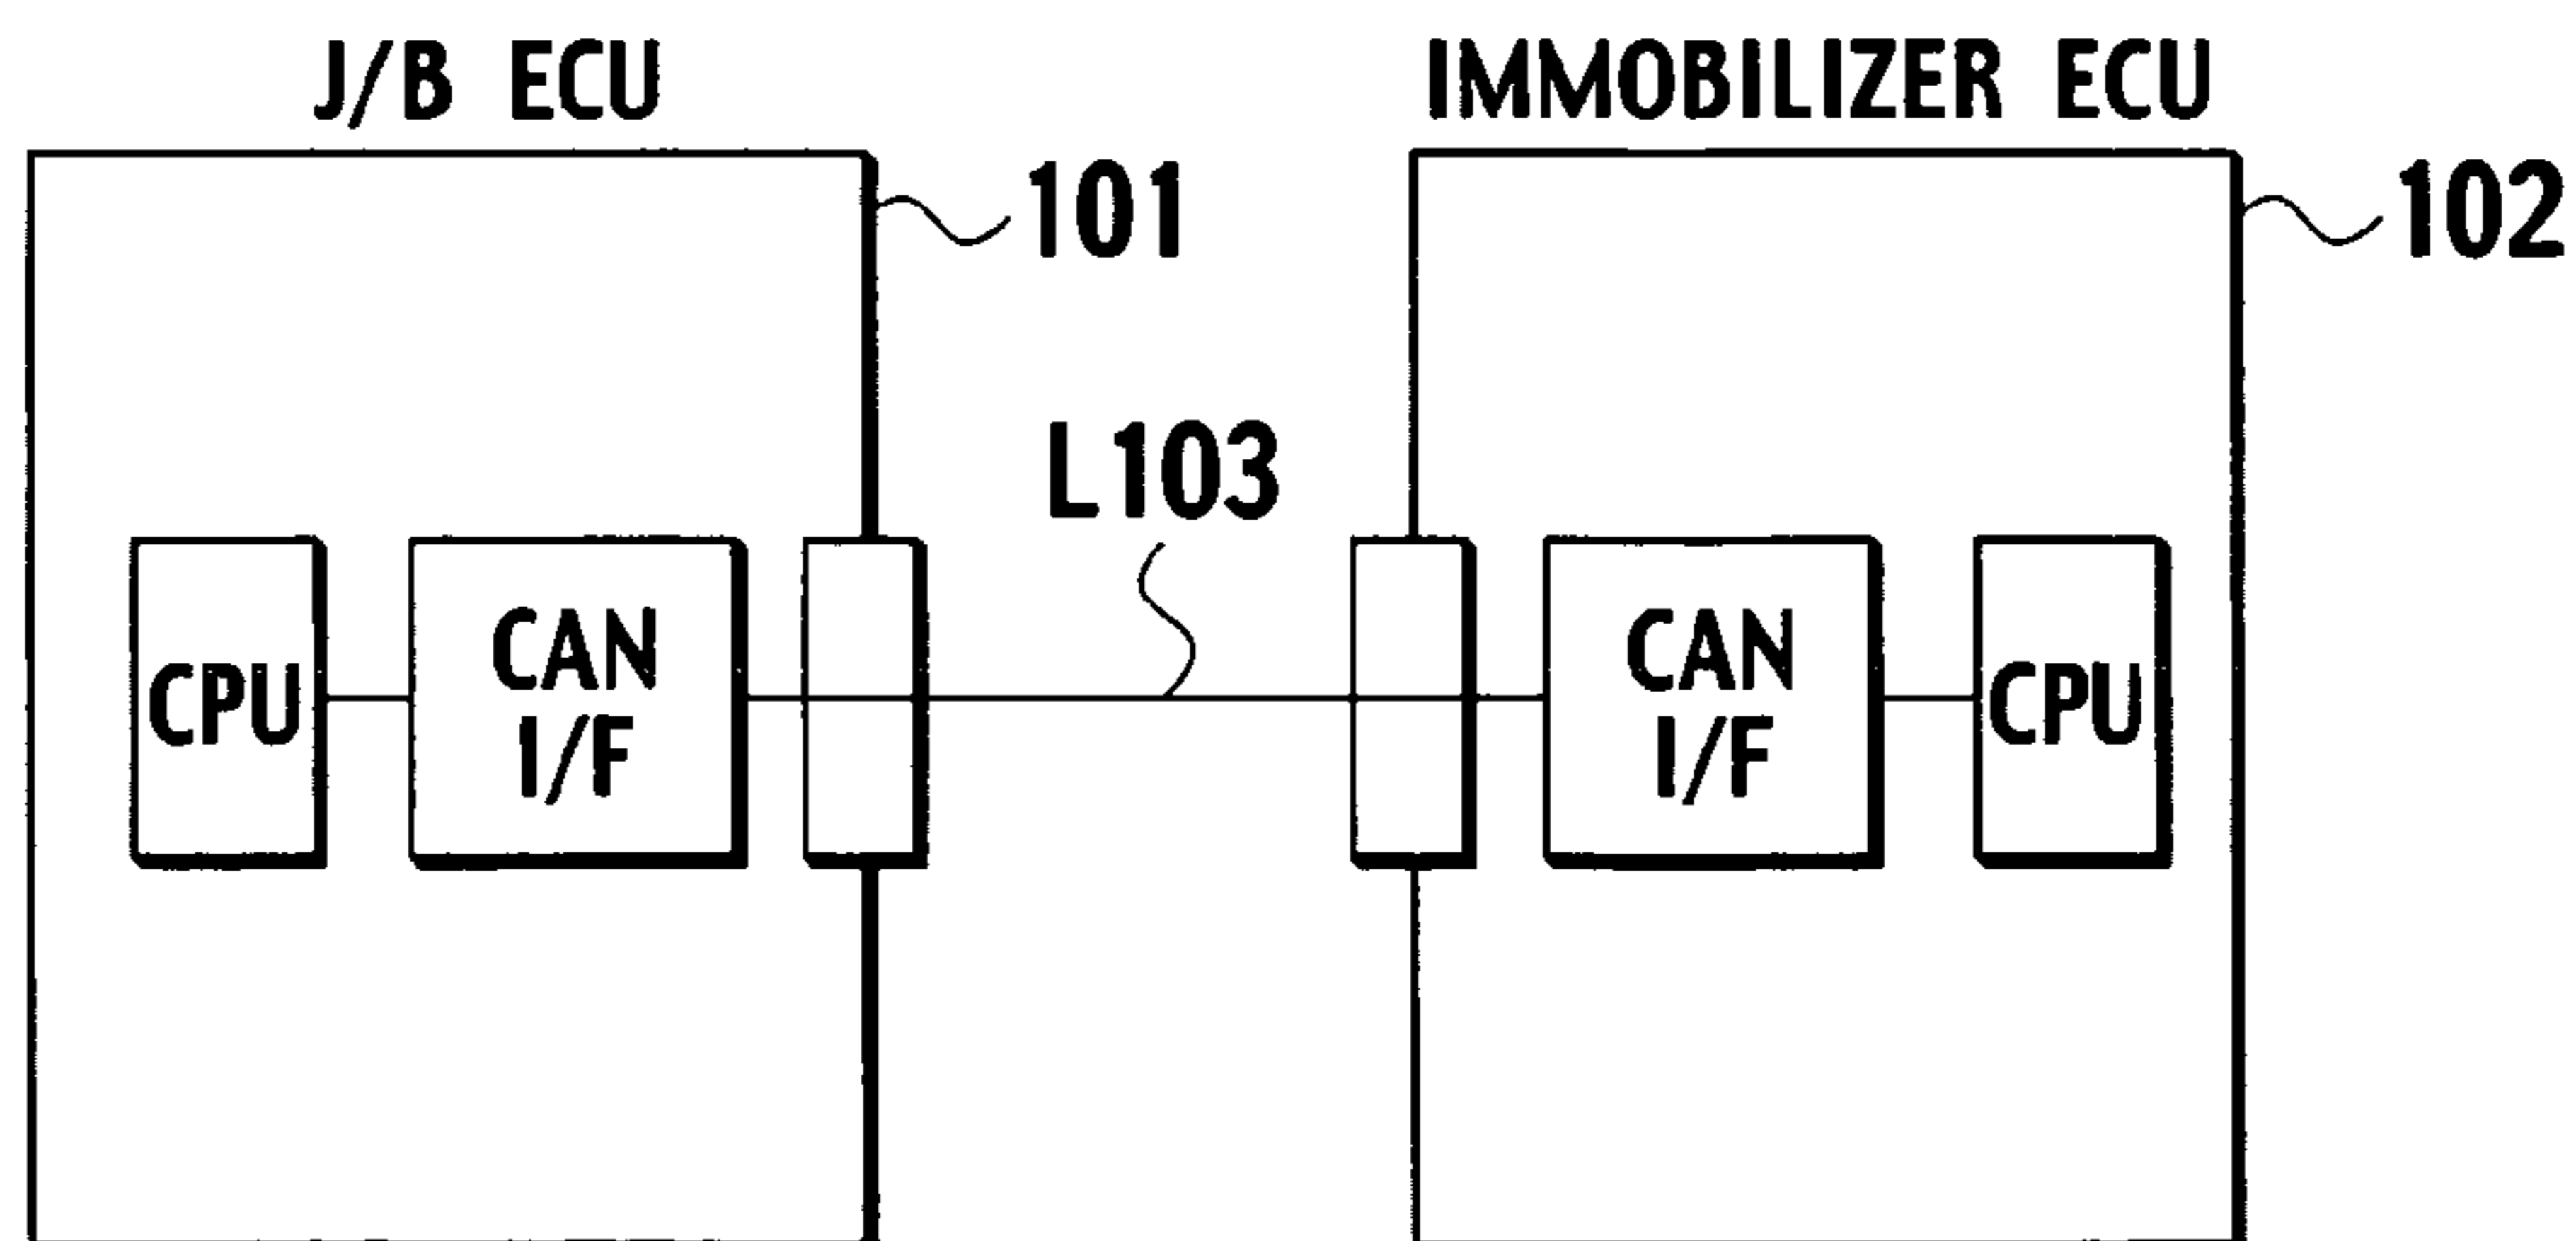 J/B ECU
IMMOBILIZER ECU
101
102
L103
CPU
CAN
I/F
CAN
I/F
CPU